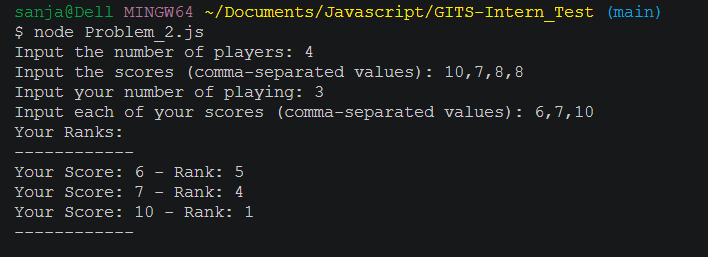 sanja@Dell MINGW64 ~/Documents/Javascript/GITS-Intern_Test (main)
$ node Problem_2.js
Input the number of players: 4
Input the scores (comma-separated values): 10,7,8,8
Input your number of playing: 3
Input each of your scores (comma-separated values): 6,7,10
Your Ranks:
------------
Your Score: 6 - Rank: 5
Your Score: 7 - Rank: 4
Your Score: 10 - Rank: 1
------------